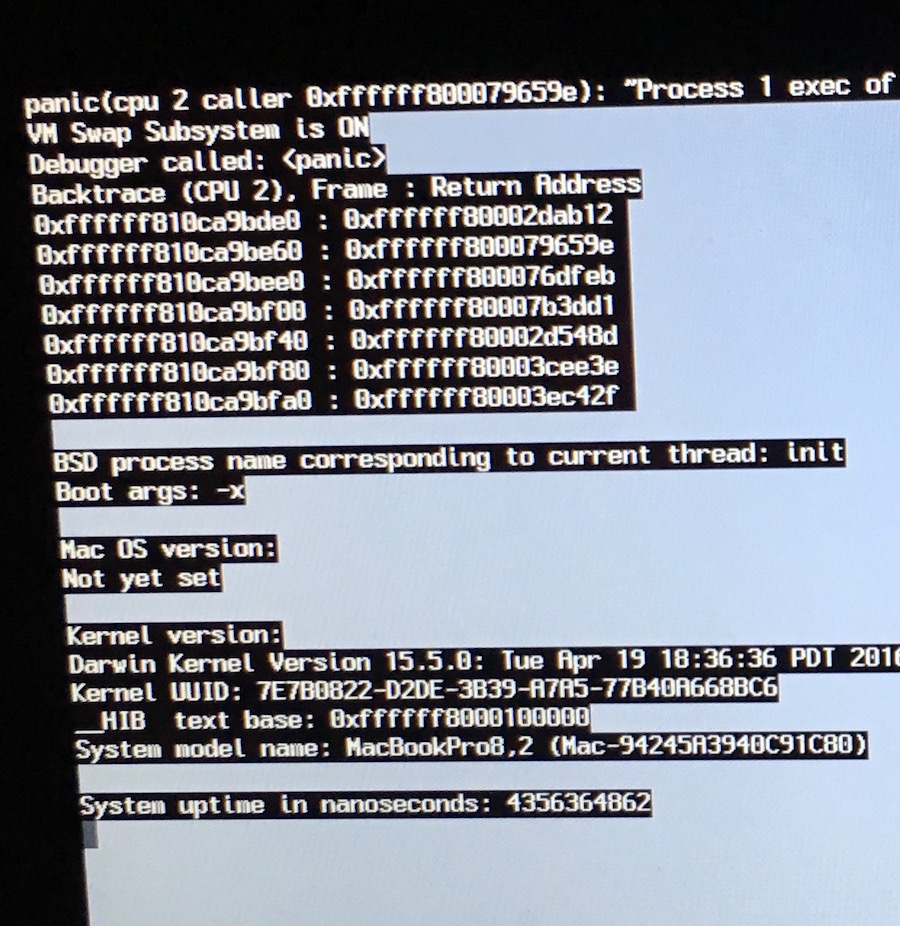 panic(cpu 2 caller 0xffffff800079659e): "Process 1 exec of
VM Swap Subsystem is ON
Debugger called: <panic>
Backtrace (CPU 2), Frame : Return Address
0xffffff810ca9bde0 : 0xffffff80002dab12
0xffffff810ca9be60 : 0xffffff800079659e
0xffffff810ca9bee0 : 0xffffff800076dfeb
0xffffff810ca9bf00 : 0xffffff80007b3dd1
0xffffff810ca9bf40 : 0xffffff80002d548d
0xffffff810ca9bf80 : 0xffffff80003cee3e
0xffffff810ca9bfa0 : 0xffffff80003ec42f
BSD process name corresponding to current thread: init
Boot args: -x
Mac OS version:
Not yet set
Kernel version:
Darwin Kernel Version 15.5.0: Tue Apr 19 18:36:36 PDT 2016
Kernel UUID: 7E7B0822-D2DE-3B39-A7A5-77B40A668BC6
__HIB  text base: 0xffffff8000100000
System model name: MacBookPro8,2 (Mac-94245A3940C91C80)
System uptime in nanoseconds: 4356364862